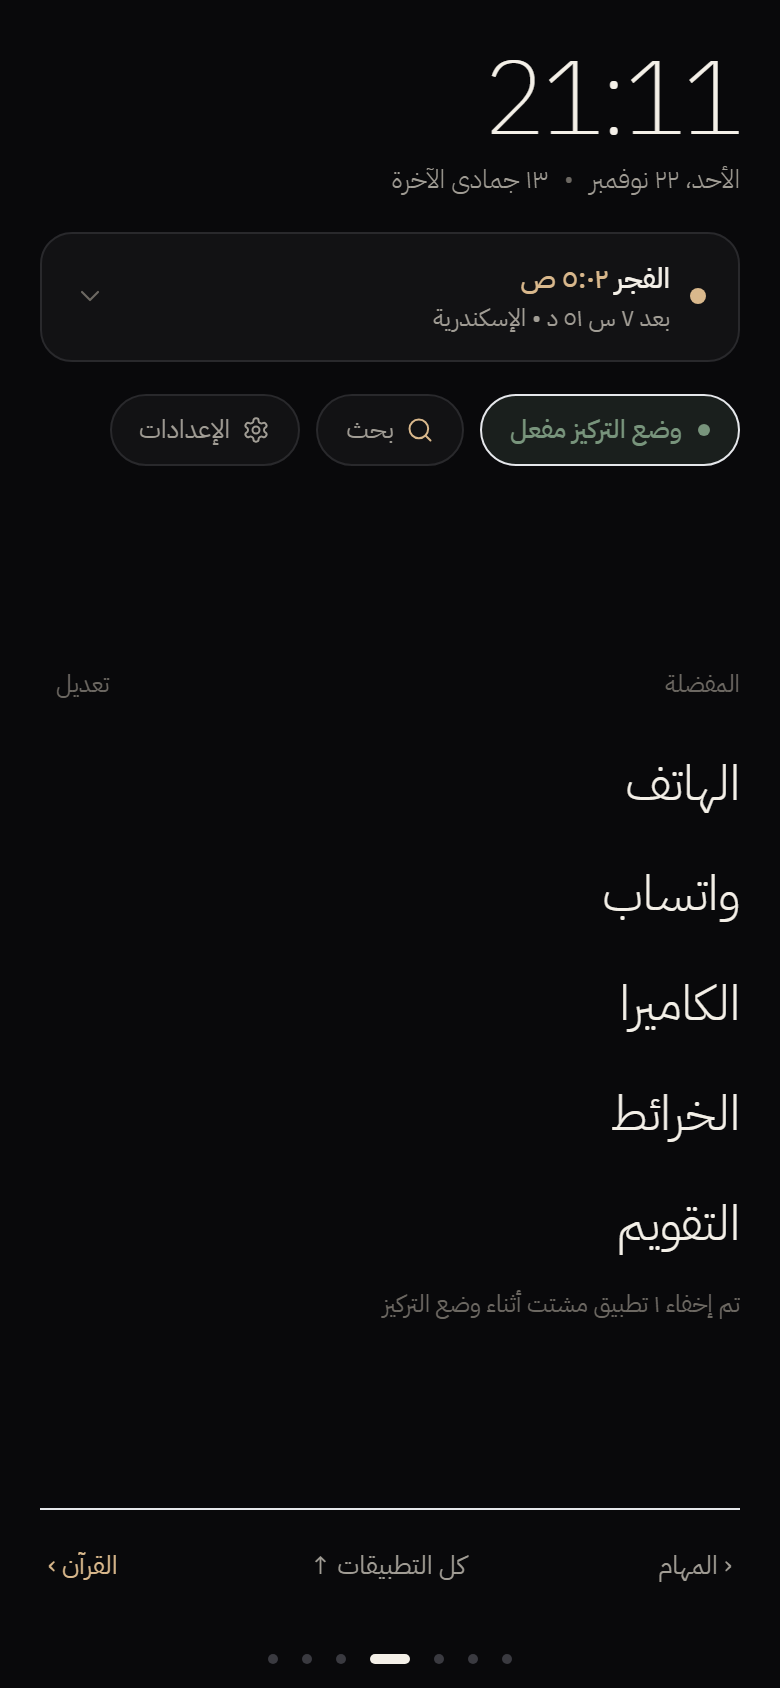 21:11
الأحد، ٢٢ نوفمبر • ١٣ جمادى الآخرة
الفجر ٥:٠٢ ص
بعد ٧ س ٥١ د • الإسكندرية
وضع التركيز مفعل
بحث
الإعدادات
المفضلة
تعديل
الهاتف
واتساب
الكاميرا
الخرائط
التقويم
تم إخفاء ١ تطبيق مشتت أثناء وضع التركيز
‹ المهام
كل التطبيقات ↑
القرآن ›